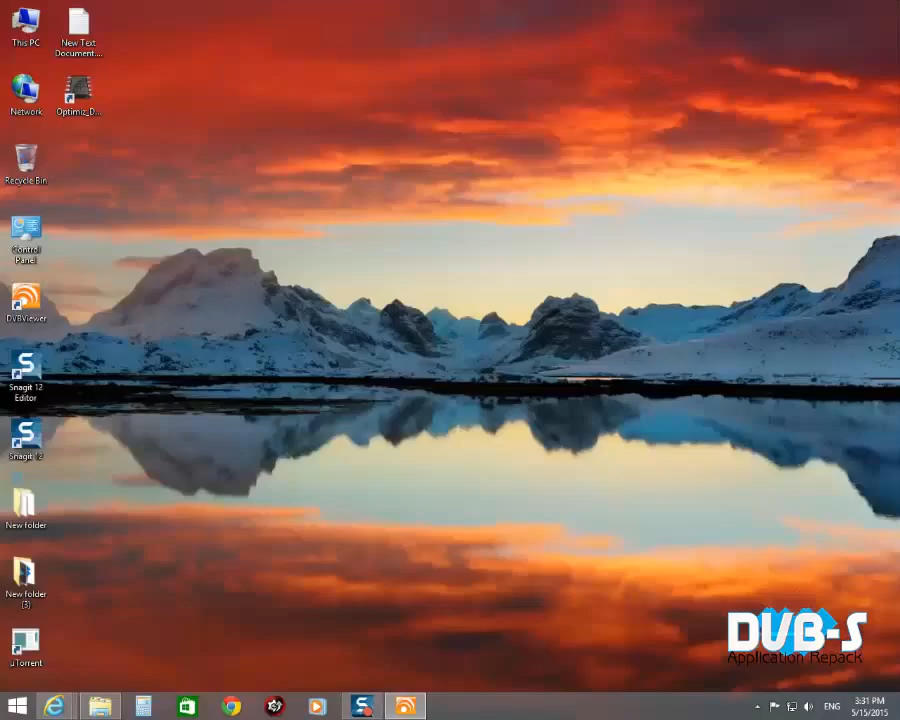 This PC
New Text
Document....
Network
Optimiz_D...
Recycle Bin
Control
Panel
DVBViewer
Snagit 12
Editor
Snagit 12
New folder
New folder
(3)
uTorrent
DVB-S
Application Repack
ENG
3:31 PM
5/15/2015